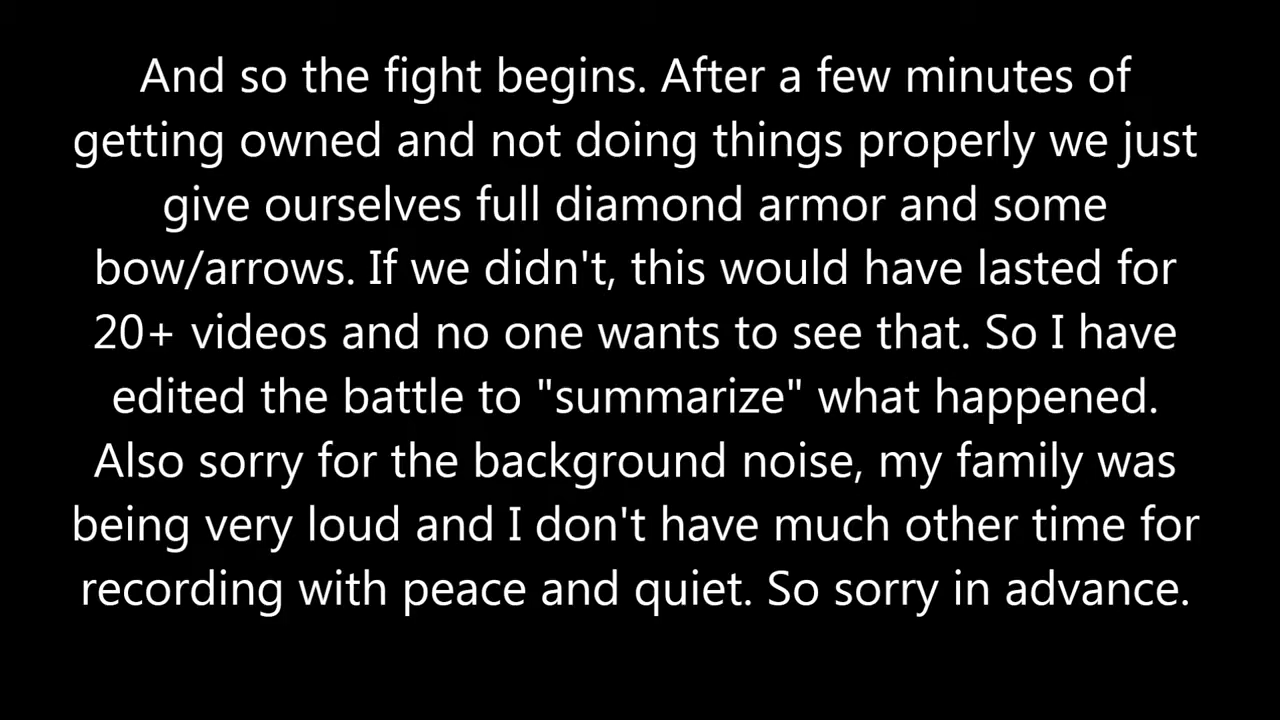 And so the fight begins. After a few minutes of
getting owned and not doing things properly we just
give ourselves full diamond armor and some
bow/arrows. If we didn't, this would have lasted for
20+ videos and no one wants to see that. So I have
edited the battle to "summarize" what happened.
Also sorry for the background noise, my family was
being very loud and I don't have much other time for
recording with peace and quiet. So sorry in advance.